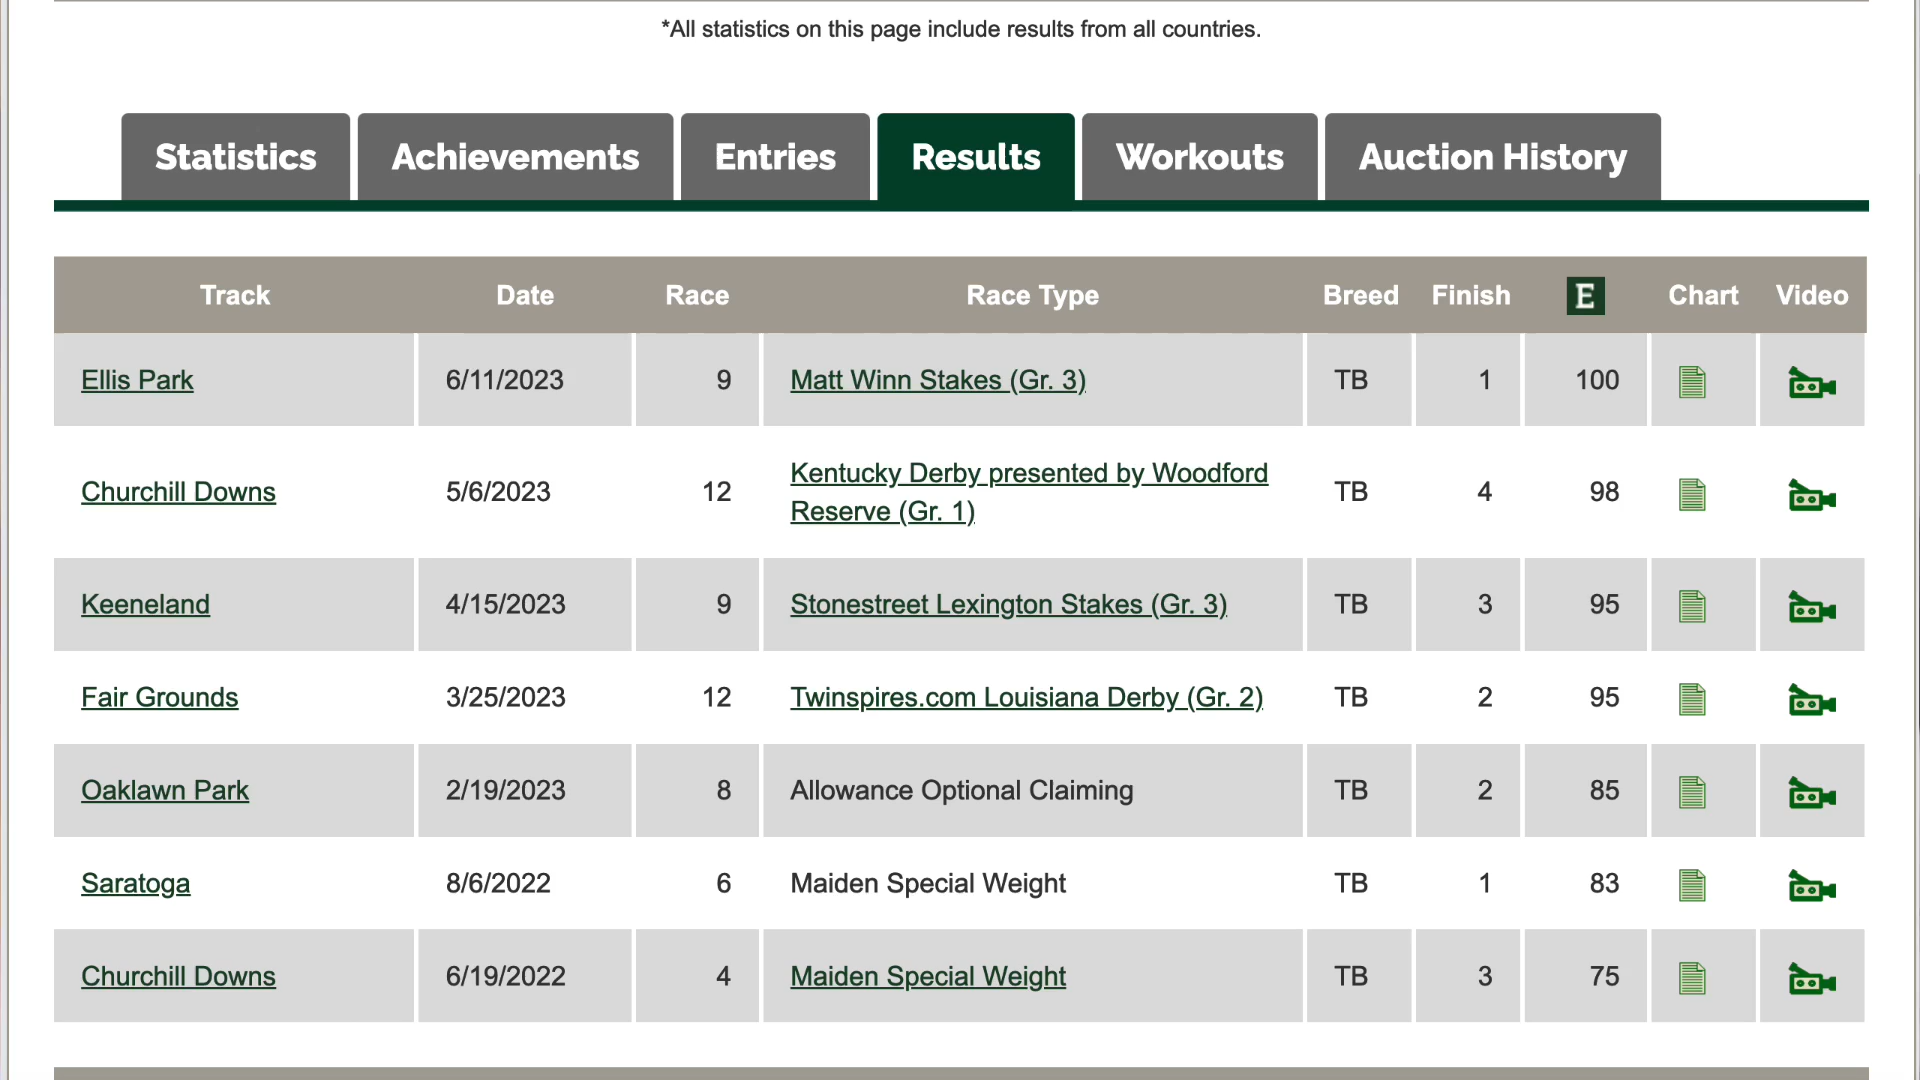 *All statistics on this page include results from all countries.
Statistics Achievements Entries Results Workouts Auction History
Track Date Race Race Type Breed Finish E Chart Video
Ellis Park 6/11/2023 9 Matt Winn Stakes (Gr. 3) TB 1 100
Churchill Downs 5/6/2023 12 Kentucky Derby presented by Woodford
Reserve (Gr. 1) TB 4 98
Keeneland 4/15/2023 9 Stonestreet Lexington Stakes (Gr. 3) TB 3 95
Fair Grounds 3/25/2023 12 Twinspires.com Louisiana Derby (Gr. 2) TB 2 95
Oaklawn Park 2/19/2023 8 Allowance Optional Claiming TB 2 85
Saratoga 8/6/2022 6 Maiden Special Weight TB 1 83
Churchill Downs 6/19/2022 4 Maiden Special Weight TB 3 75